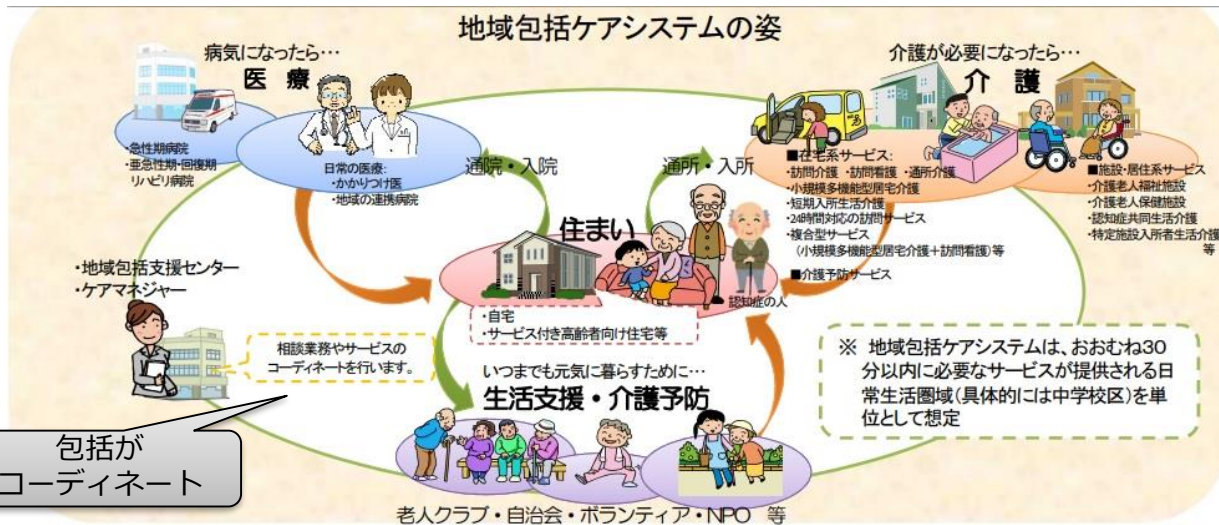 地域包括ケアシステムの姿
病気になったら…
医 療
・急性期病院
・亜急性期・回復期
リハビリ病院
日常の医療:
・かかりつけ医
・地域の連携病院
通院・入院
通所・入所
介護が必要になったら…
介 護
■在宅系サービス:
・訪問介護 ・訪問看護 ・通所介護
・小規模多機能型居宅介護
・短期入所生活介護
・24時間対応の訪問サービス
・複合型サービス
(小規模多機能型居宅介護+訪問看護)等
■介護予防サービス
■施設・居住系サービス
・介護老人福祉施設
・介護老人保健施設
・認知症共同生活介護
・特定施設入所者生活介護
等
住まい
認知症の人
・自宅
・サービス付き高齢者向け住宅等
・地域包括支援センター
・ケアマネジャー
相談業務やサービスの
コーディネートを行います。
包括が
コーディネート
いつまでも元気に暮らすために…
生活支援・介護予防
老人クラブ・自治会・ボランティア・NPO 等
※ 地域包括ケアシステムは、おおむね30
分以内に必要なサービスが提供される日
常生活圏域(具体的には中学校区)を単
位として想定